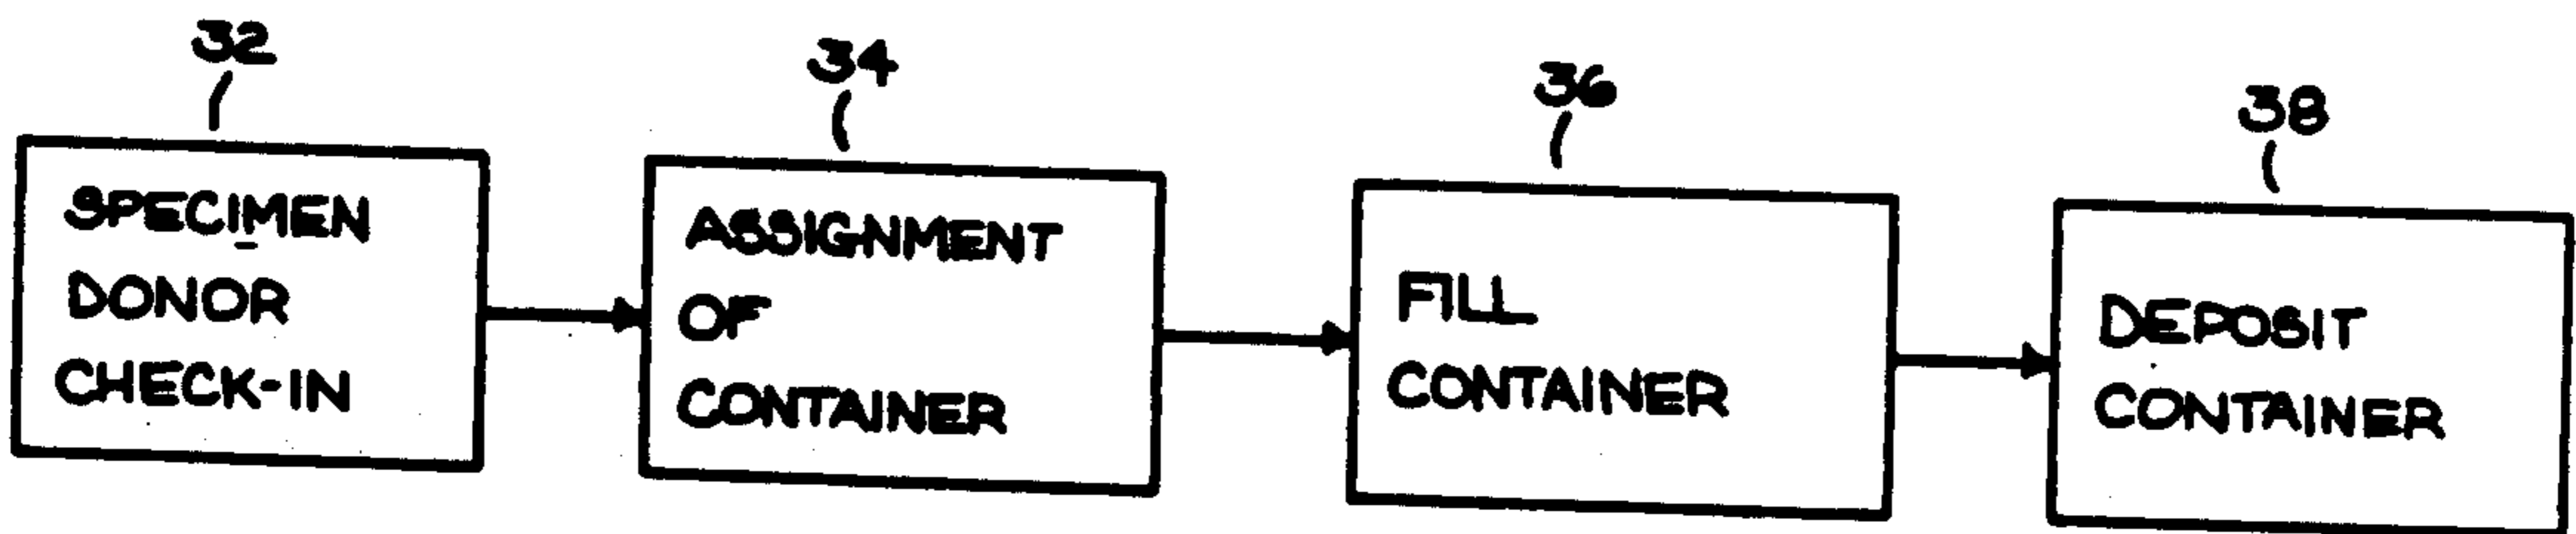 32
SPECIMEN
DONOR
CHECK-IN
34
ASSIGNMENT
OF
CONTAINER
36
FILL
CONTAINER
38
DEPOSIT
CONTAINER